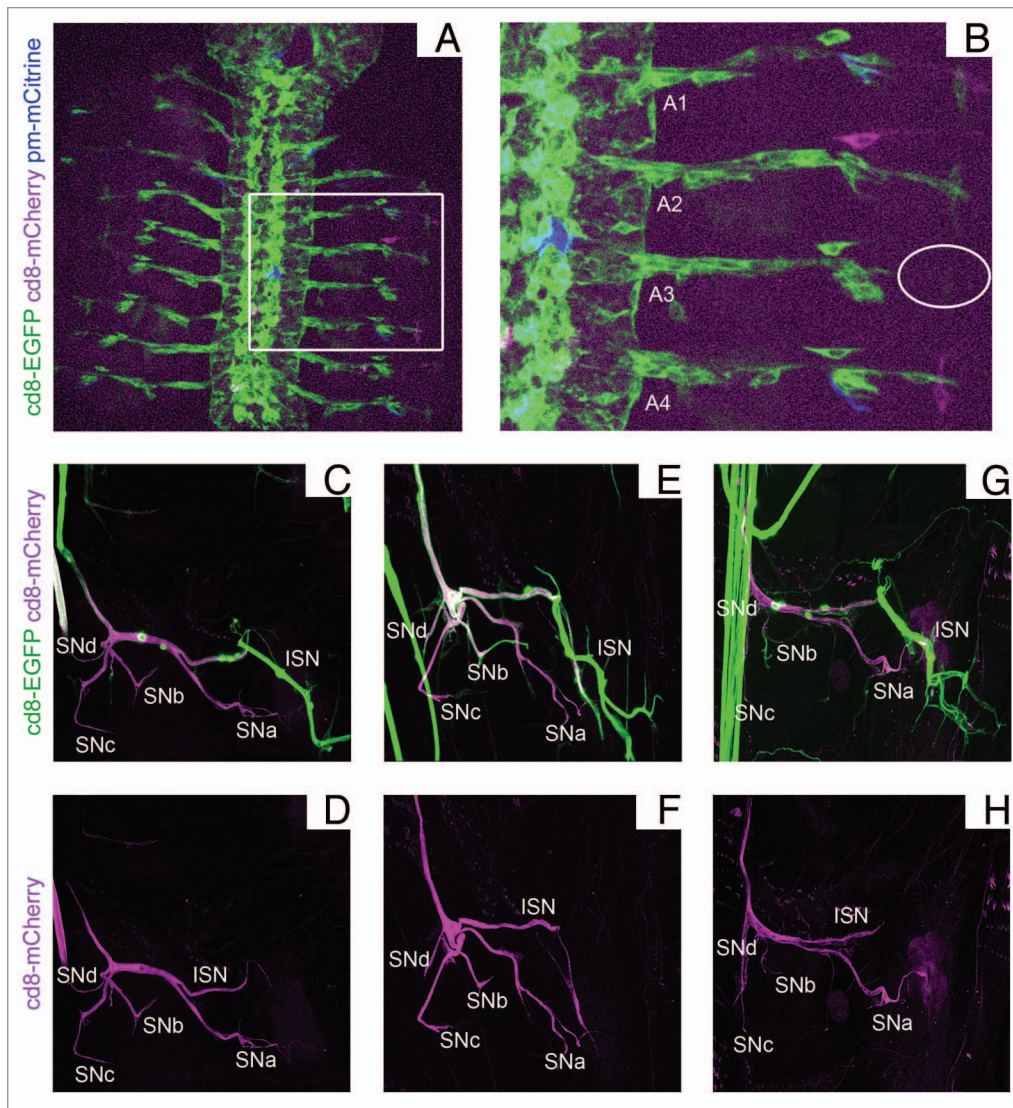 cd8-EGFP cd8-mCherry pm-mCitrine
A
B
A1
A2
A3
A4
cd8-EGFP cd8-mCherry
C
SNd
ISN
SNb
SNc
SNa
E
SNd
ISN
SNb
SNc
SNa
G
SNd
ISN
SNb
SNa
SNc
cd8-mCherry
D
SNd
ISN
SNb
SNc
SNa
F
ISN
SNd
SNb
SNc
SNa
H
ISN
SNd
SNb
SNa
SNc